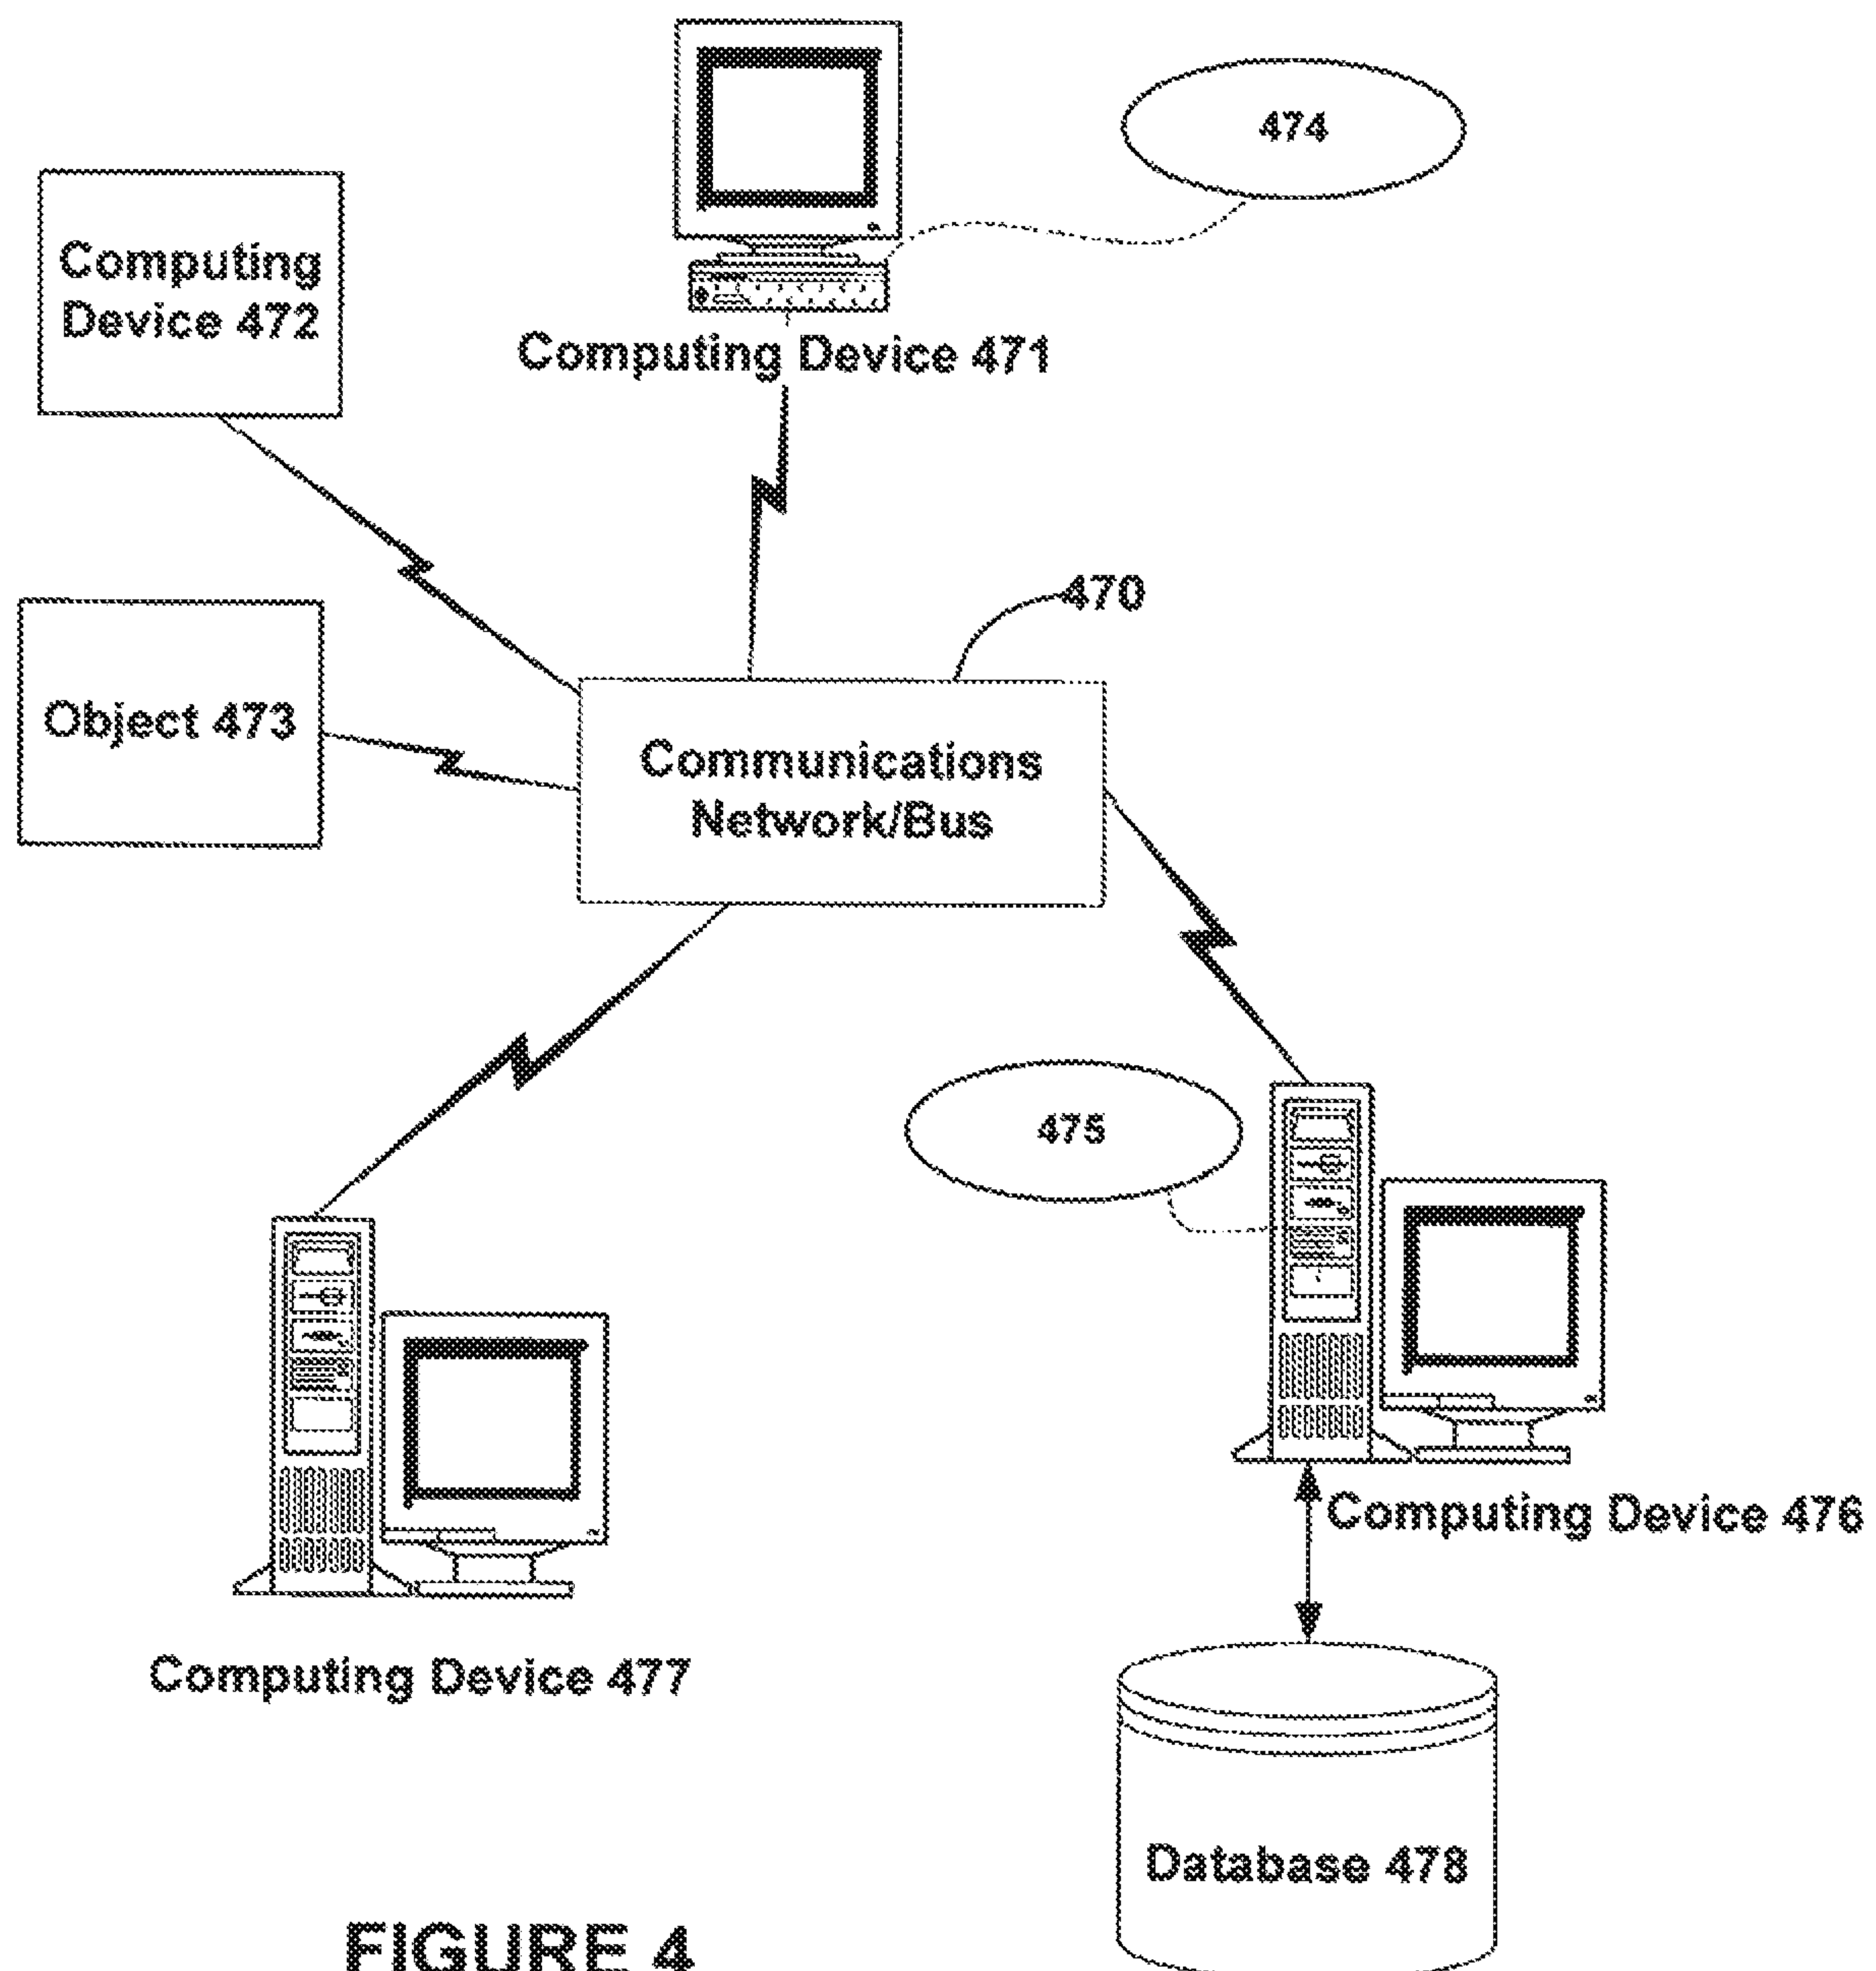 474
Computing
Device 472
Computing Device 471
470
Object 473
Communications
Network/Bus
475
Computing Device 476
Computing Device 477
Database 478
FIGURE 4